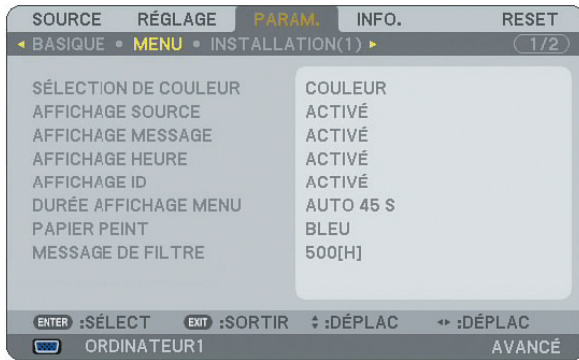 SOURCE RÉGLAGE PARAM. INFO. RESET
BASIQUE • MENU • INSTALLATION(1) 1/2
SÉLECTION DE COULEUR COULEUR
AFFICHAGE SOURCE ACTIVÉ
AFFICHAGE MESSAGE ACTIVÉ
AFFICHAGE HEURE ACTIVÉ
AFFICHAGE ID ACTIVÉ
DURÉE AFFICHAGE MENU AUTO 45 S
PAPIER PEINT BLEU
MESSAGE DE FILTRE 500[H]
ENTER :SÉLECT EXIT :SORTIR :DÉPLAC :DÉPLAC
ORDINATEUR1 AVANCÉ